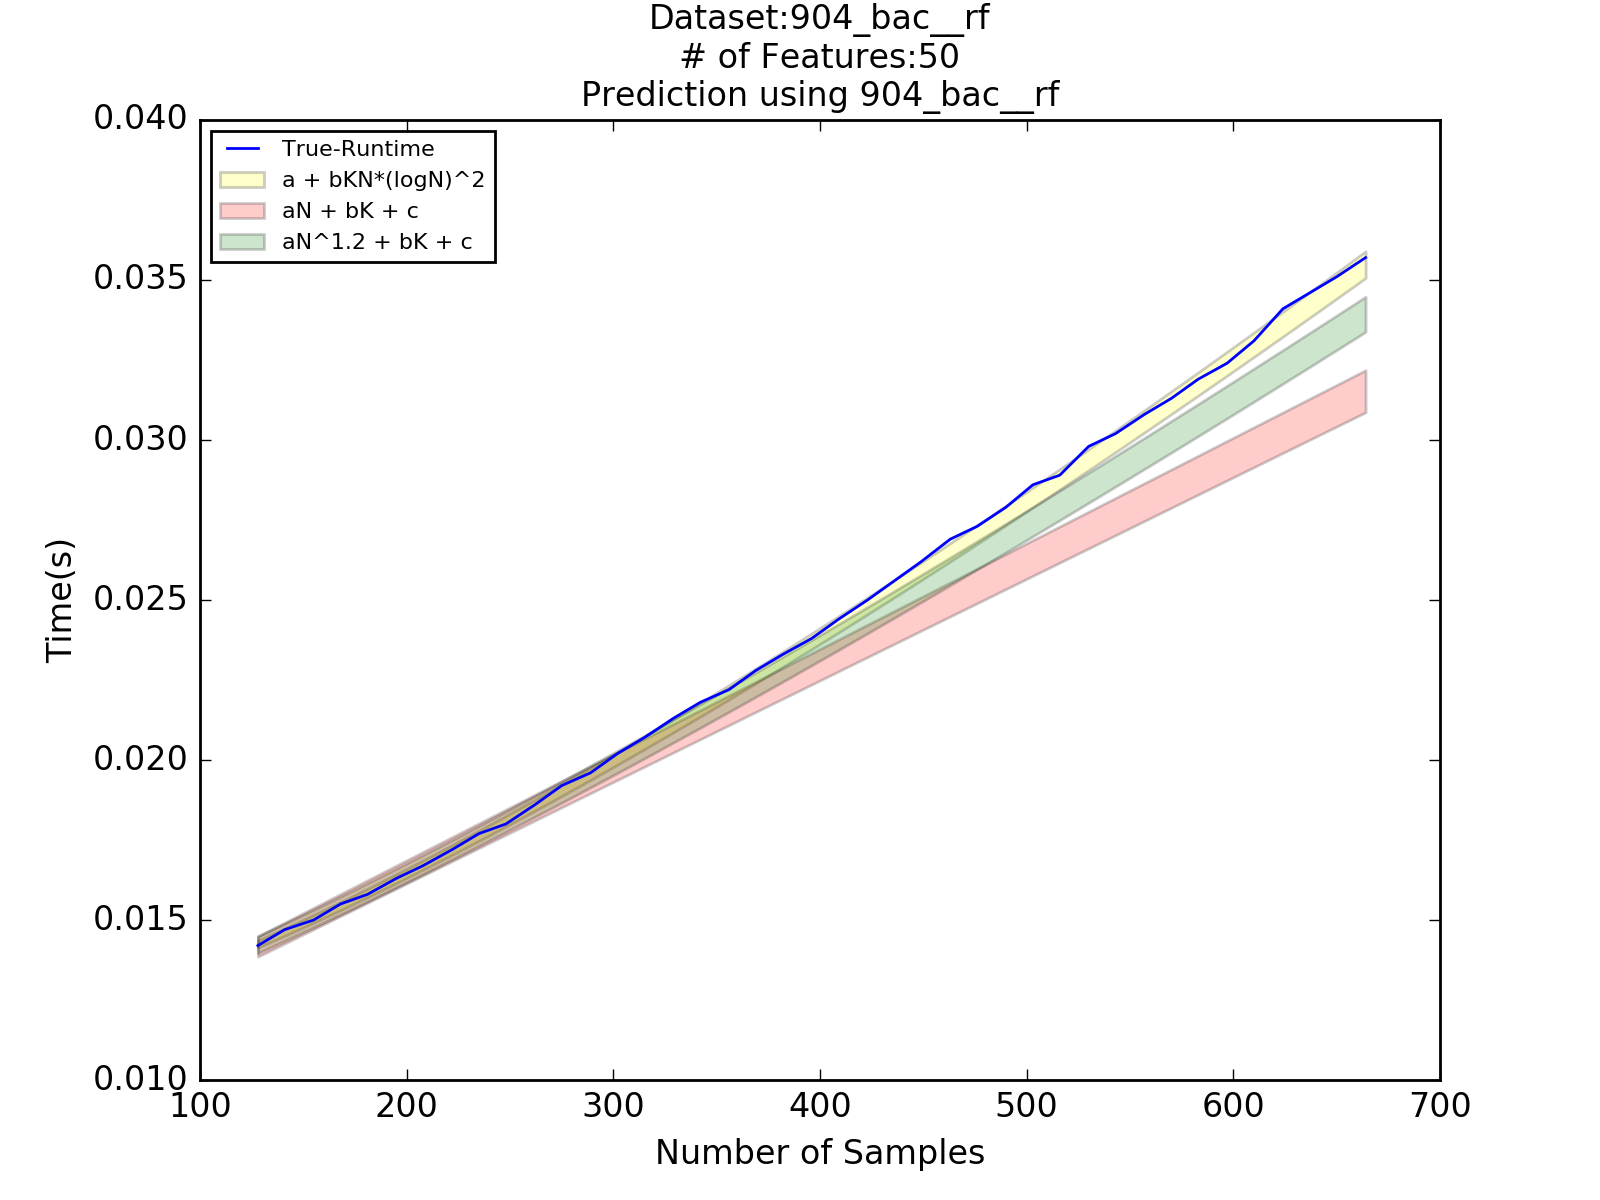 Dataset:904_bac__rf
# of Features:50
Prediction using 904_bac__rf
0.040
0.035
0.030
0.025
0.020
0.015
0.010
Time(s)
True-Runtime
a + bKN*(logN)^2
aN + bK + c
aN^1.2 + bK + c
100 200 300 400 500 600 700
Number of Samples